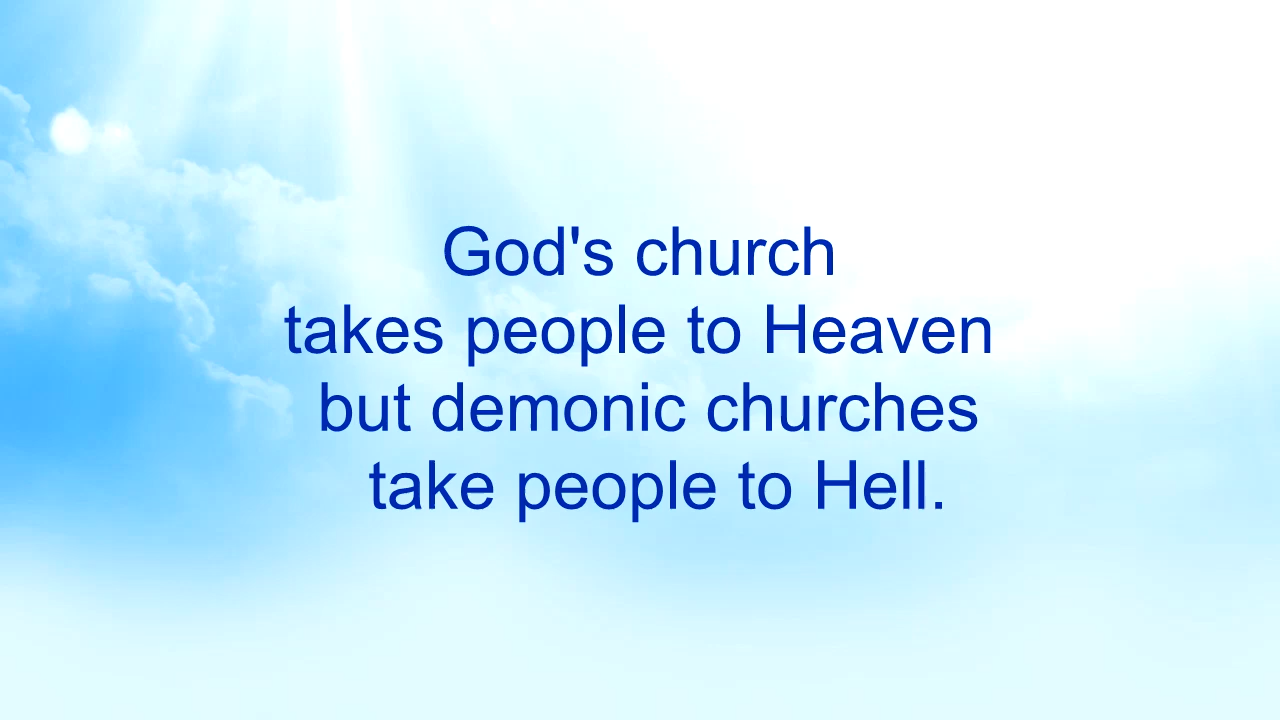 God's church
takes people to Heaven
but demonic churches
take people to Hell.